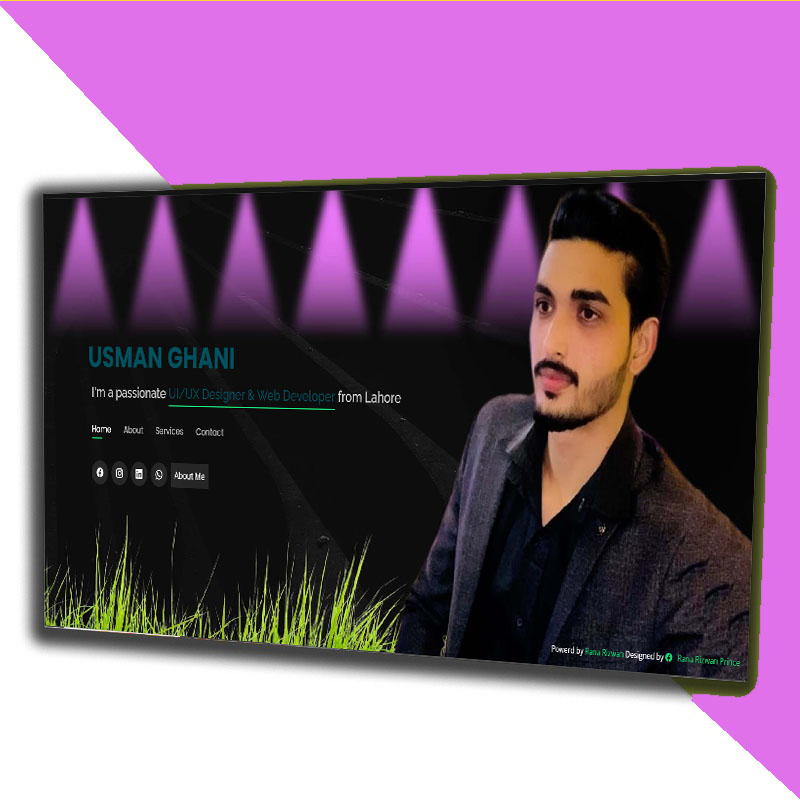 USMAN GHANI
I'm a passionate UI/UX Designer & Web Developer from Lahore
Home About Services Contact
About Me
Powerd by Rana Rizwan Designed by Rana Rizwan Prince